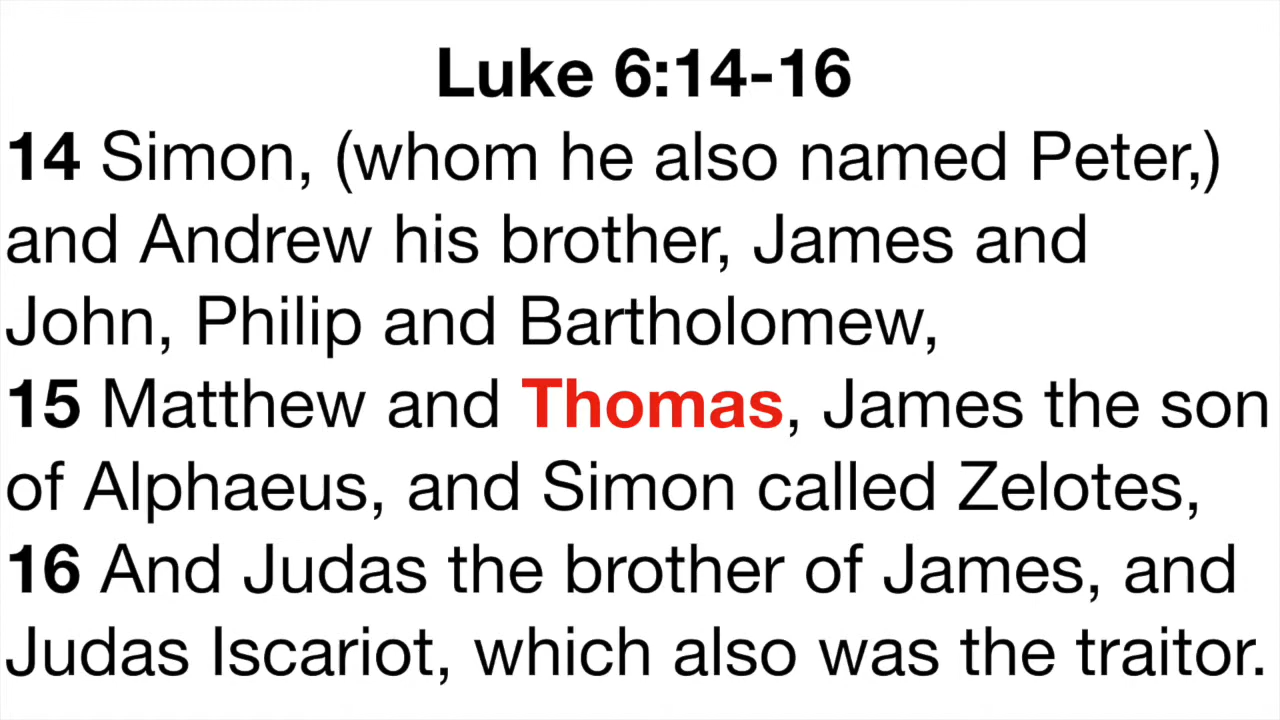 Luke 6:14-16
14 Simon, (whom he also named Peter,)
and Andrew his brother, James and
John, Philip and Bartholomew,
15 Matthew and Thomas, James the son
of Alphaeus, and Simon called Zelotes,
16 And Judas the brother of James, and
Judas Iscariot, which also was the traitor.